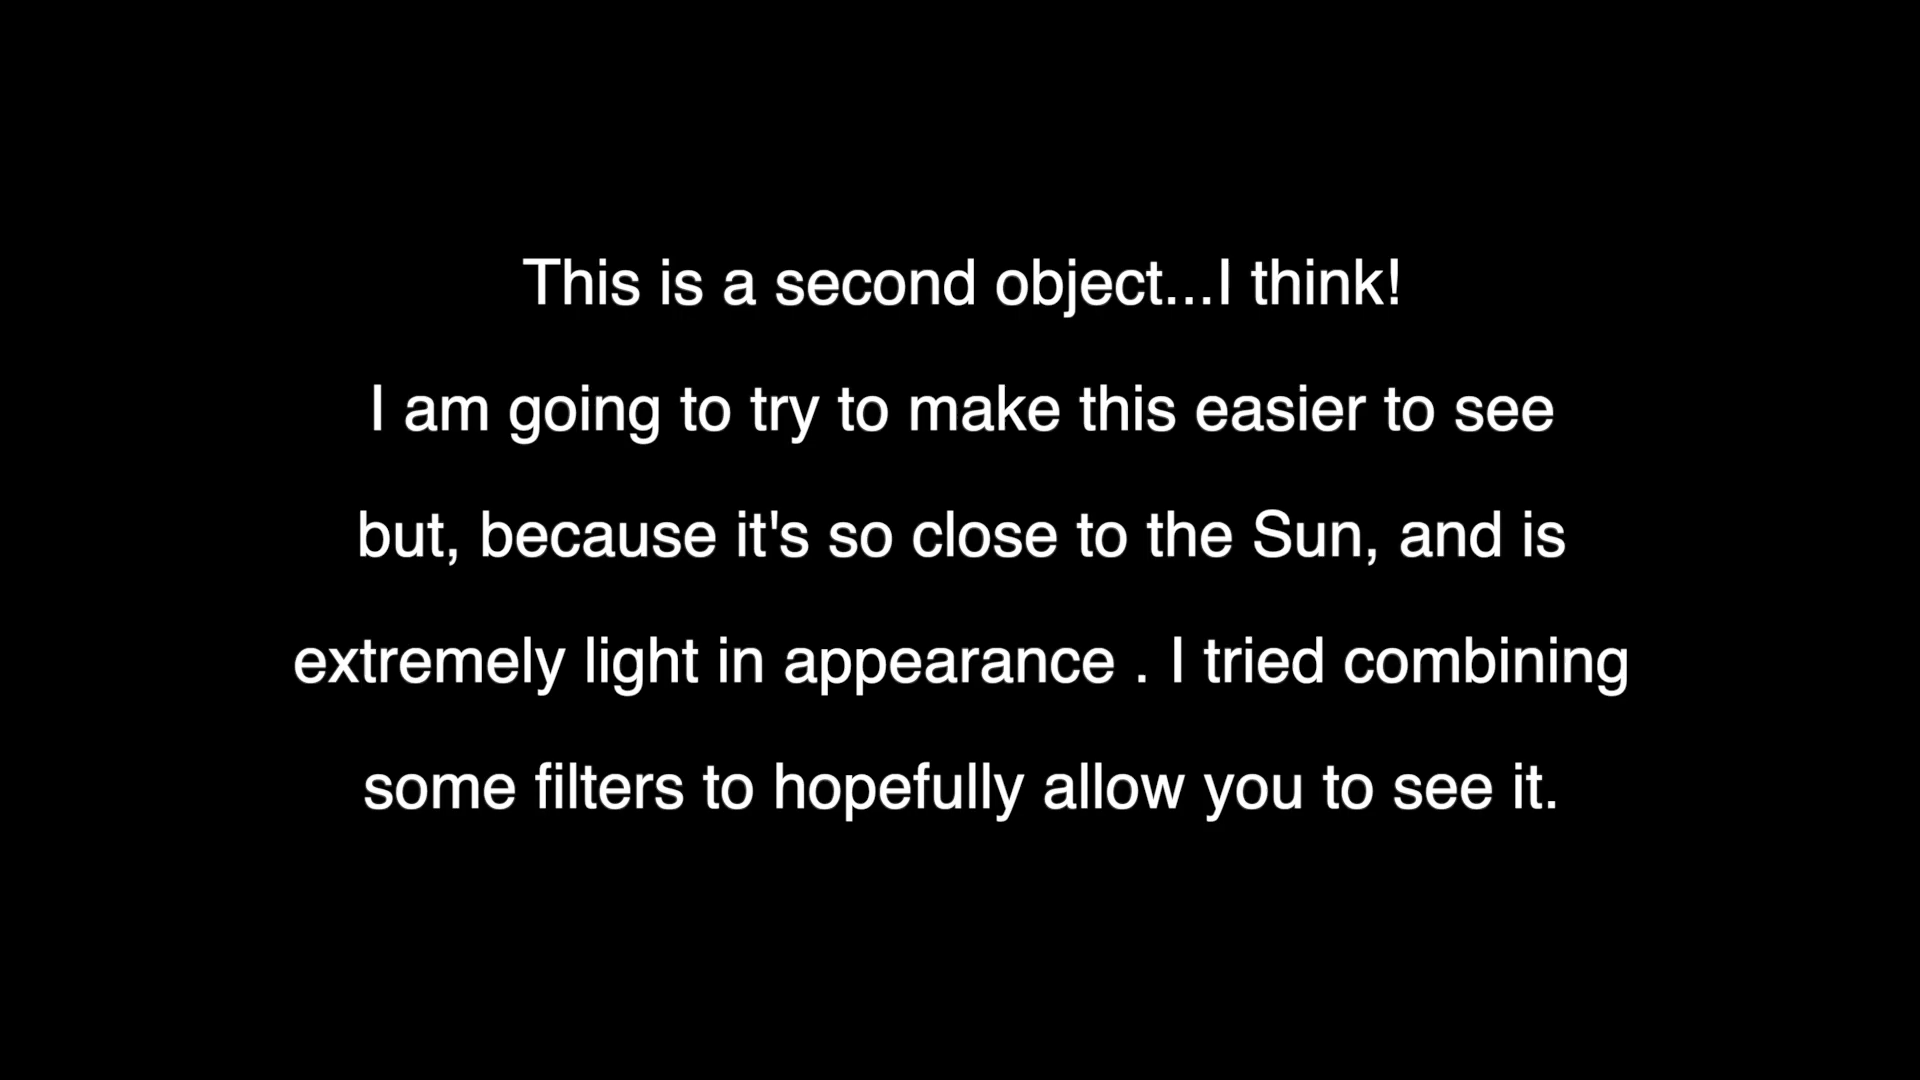 This is a second object...I think!
I am going to try to make this easier to see
but, because it's so close to the Sun, and is
extremely light in appearance . I tried combining
some filters to hopefully allow you to see it.